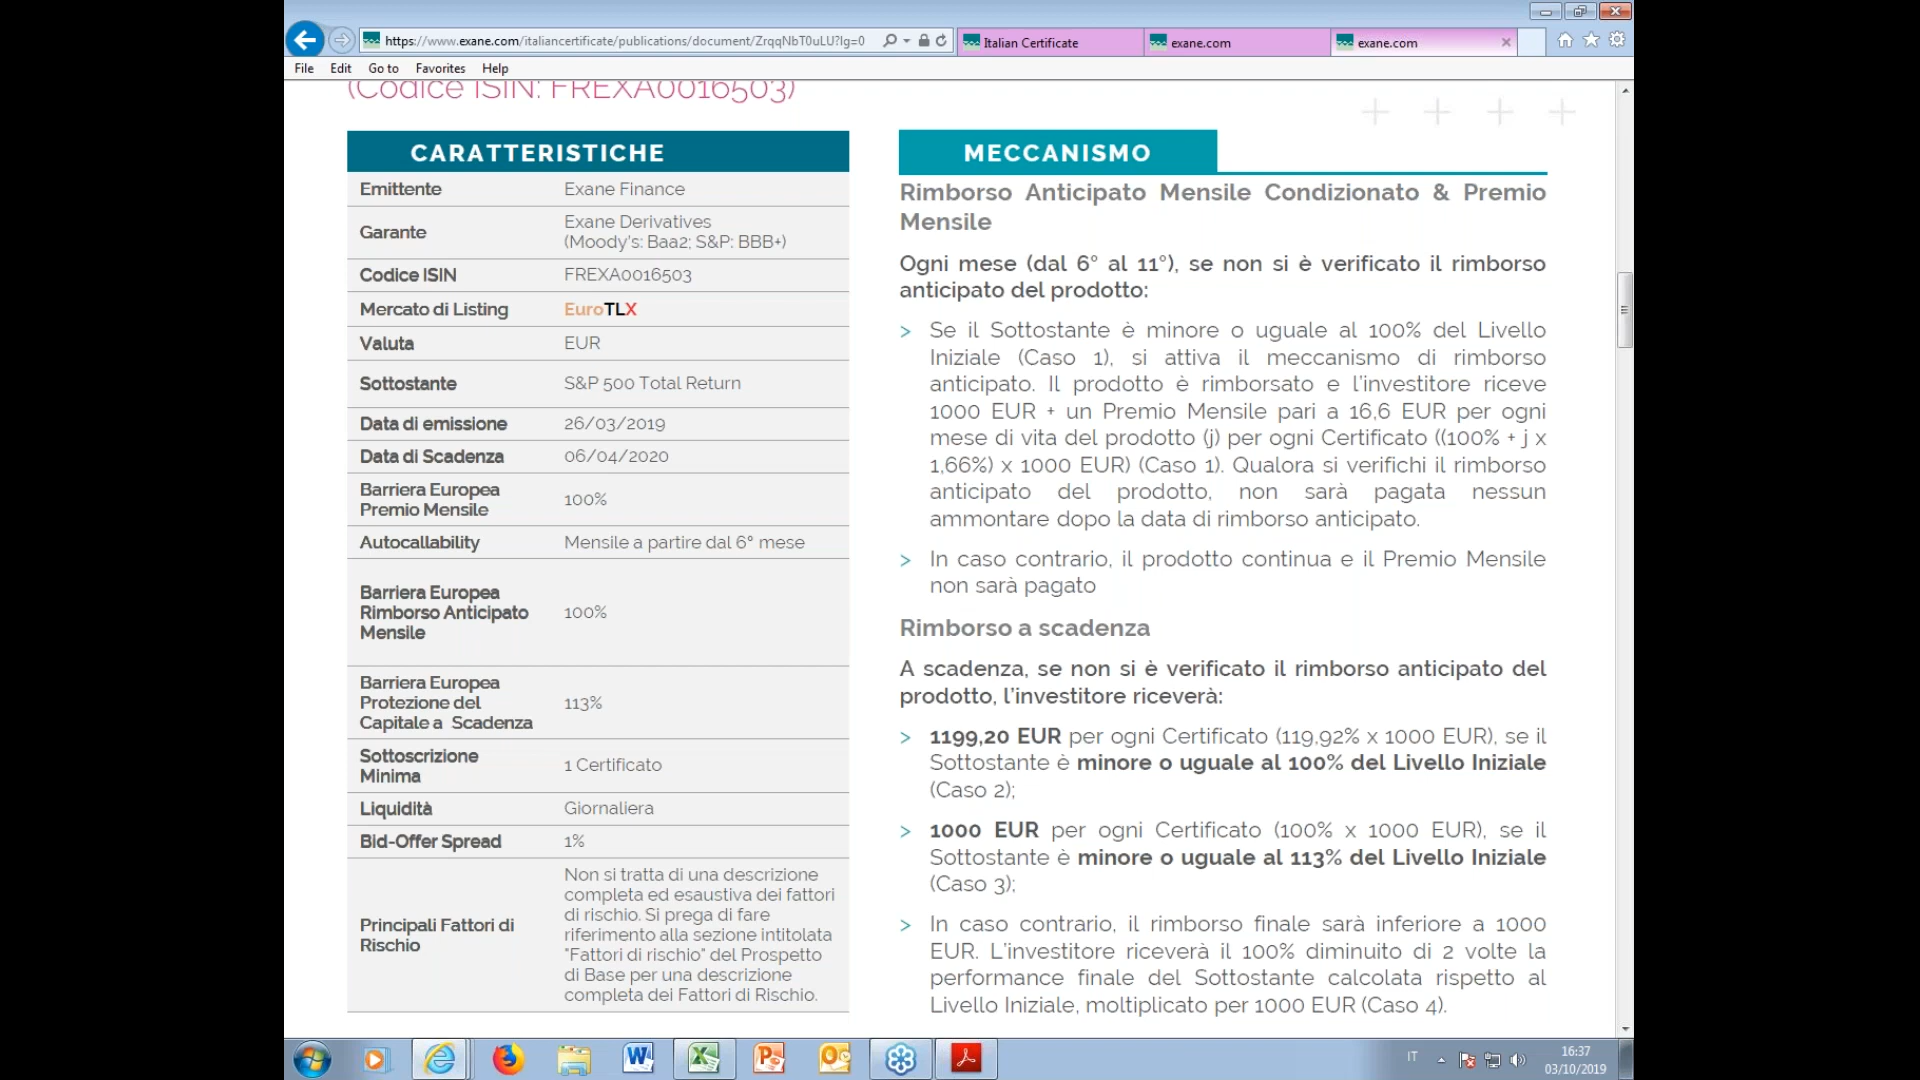 https://www.exane.com/italiancertificate/publications/document/ZrqqNbT0uLU?lg=0
Italian Certificate
exane.com
exane.com
File Edit Go to Favorites Help
(Codice ISIN: FREXA0016503)
CARATTERISTICHE
Emittente Exane Finance
Garante Exane Derivatives
(Moody's: Baa2; S&P: BBB+)
Codice ISIN FREXA0016503
Mercato di Listing EuroTLX
Valuta EUR
Sottostante S&P 500 Total Return
Data di emissione 26/03/2019
Data di Scadenza 06/04/2020
Barriera Europea
Premio Mensile 100%
Autocallability Mensile a partire dal 6° mese
Barriera Europea
Rimborso Anticipato 100%
Mensile
Barriera Europea
Protezione del 113%
Capitale a Scadenza
Sottoscrizione
Minima 1 Certificato
Liquidità Giornaliera
Bid-Offer Spread 1%
Principali Fattori di
Rischio
Non si tratta di una descrizione
completa ed esaustiva dei fattori
di rischio. Si prega di fare
riferimento alla sezione intitolata
"Fattori di rischio" del Prospetto
di Base per una descrizione
completa dei Fattori di Rischio.
MECCANISMO
Rimborso Anticipato Mensile Condizionato & Premio
Mensile
Ogni mese (dal 6° al 11°), se non si è verificato il rimborso
anticipato del prodotto:
> Se il Sottostante è minore o uguale al 100% del Livello
Iniziale (Caso 1), si attiva il meccanismo di rimborso
anticipato. Il prodotto è rimborsato e l'investitore riceve
1000 EUR + un Premio Mensile pari a 16,6 EUR per ogni
mese di vita del prodotto (j) per ogni Certificato ((100% + j x
1,66%) x 1000 EUR) (Caso 1). Qualora si verifichi il rimborso
anticipato del prodotto, non sarà pagata nessun
ammontare dopo la data di rimborso anticipato.
> In caso contrario, il prodotto continua e il Premio Mensile
non sarà pagato
Rimborso a scadenza
A scadenza, se non si è verificato il rimborso anticipato del
prodotto, l'investitore riceverà:
> 1199,20 EUR per ogni Certificato (119,92% x 1000 EUR), se il
Sottostante è minore o uguale al 100% del Livello Iniziale
(Caso 2);
> 1000 EUR per ogni Certificato (100% x 1000 EUR), se il
Sottostante è minore o uguale al 113% del Livello Iniziale
(Caso 3);
> In caso contrario, il rimborso finale sarà inferiore a 1000
EUR. L'investitore riceverà il 100% diminuito di 2 volte la
performance finale del Sottostante calcolata rispetto al
Livello Iniziale, moltiplicato per 1000 EUR (Caso 4).
IT
16:37
03/10/2019